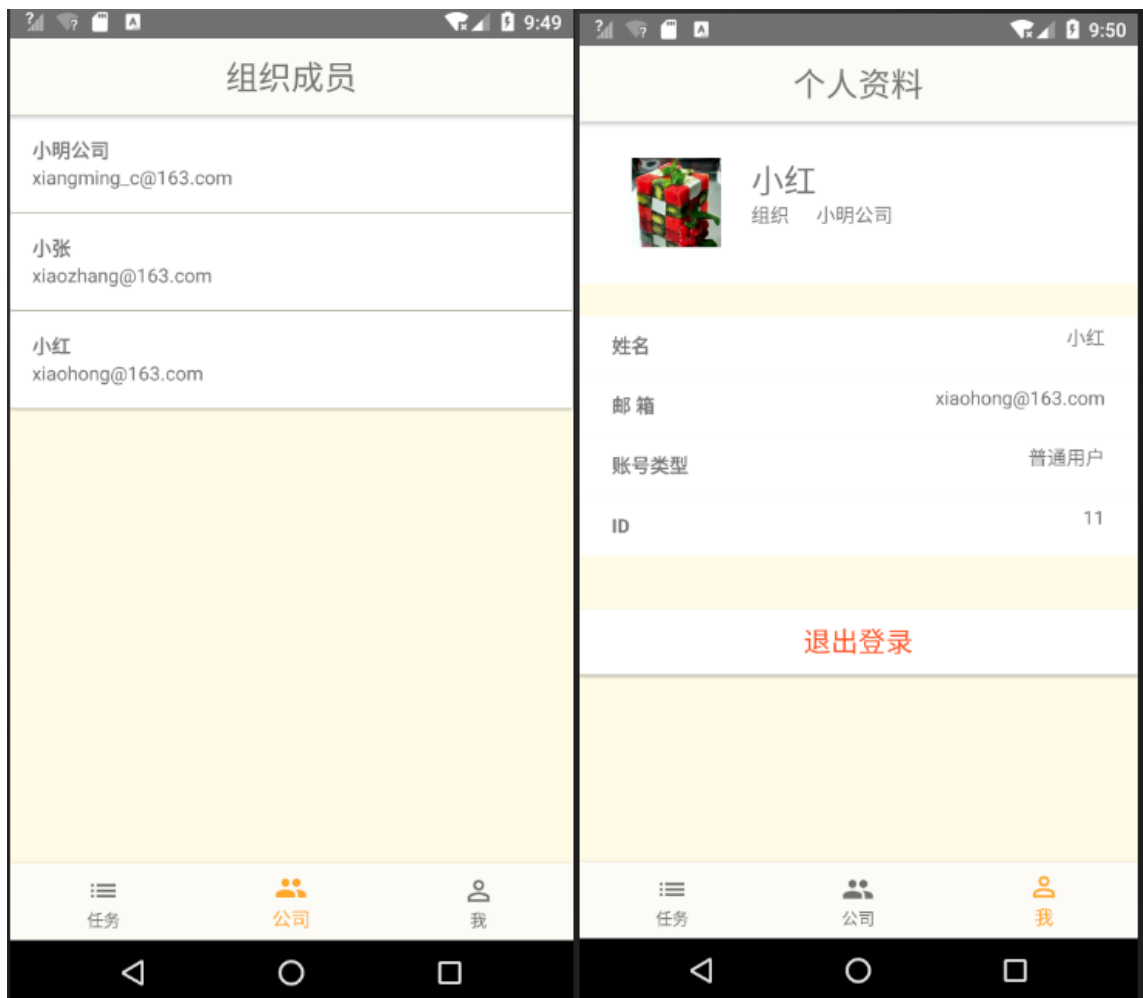 9:49
组织成员
小明公司
xiangming_c@163.com
小张
xiaozhang@163.com
小红
xiaohong@163.com
任务
公司
我
9:50
个人资料
小红
组织 小明公司
姓名 小红
邮 箱 xiaohong@163.com
账号类型 普通用户
ID 11
退出登录
任务
公司
我